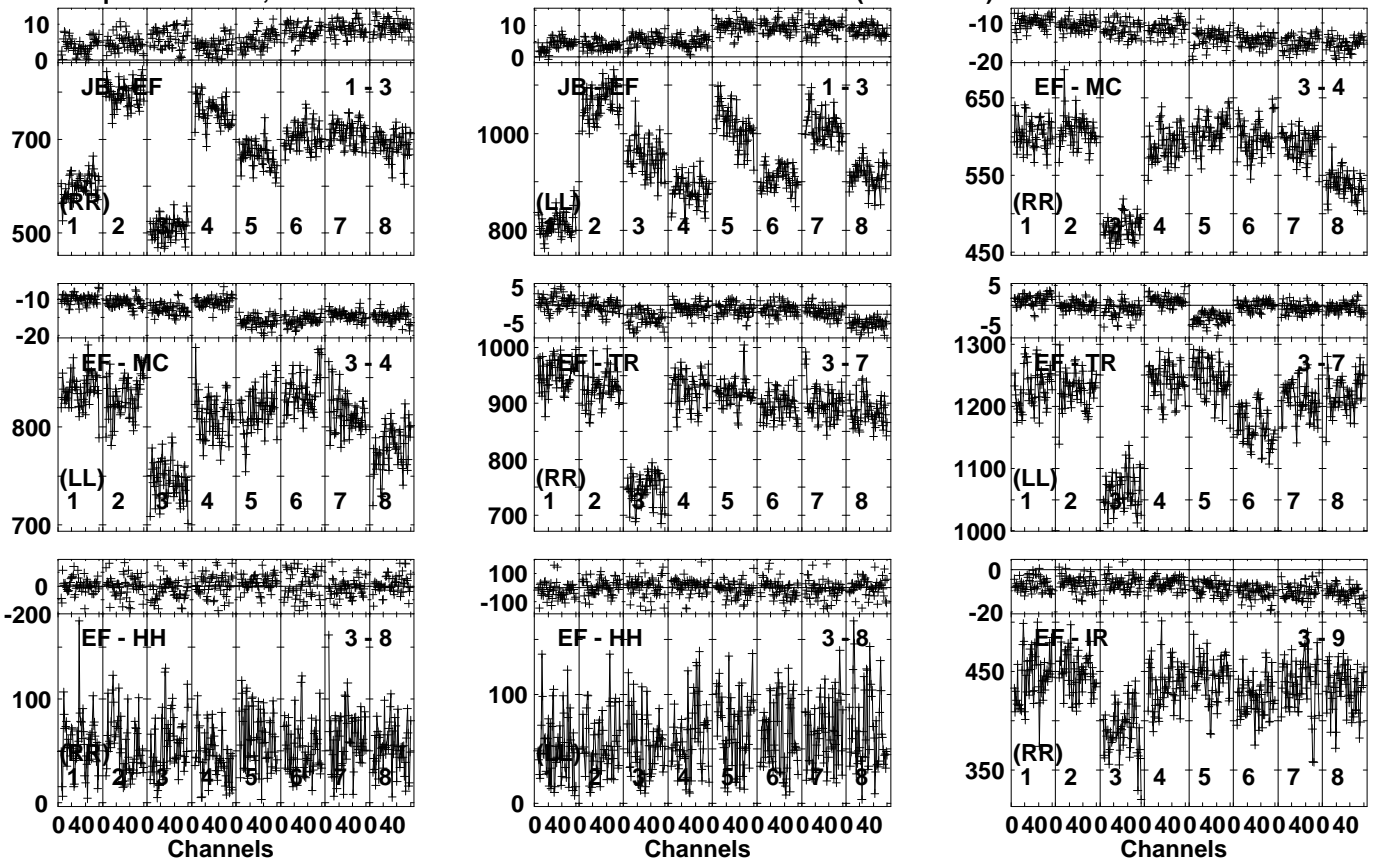 10
0
JB - EF
1 - 3
700
500
(RR)
1 2 3 4 5 6 7 8
10
0
JB - EF
1 - 3
1000
800
(LL)
1 2 3 4 5 6 7 8
-10
-20
EF - MC
3 - 4
650
550
450
(RR)
1 2 3 4 5 6 7 8
-10
-20
EF - MC
3 - 4
800
700
(LL)
1 2 3 4 5 6 7 8
5
-5
1000
EF - TR
3 - 7
900
800
700
(RR)
1 2 3 4 5 6 7 8
5
-5
1300
EF - TR
3 - 7
1200
1100
1000
(LL)
1 2 3 4 5 6 7 8
0
-200
EF - HH
3 - 8
100
0
(RR)
1 2 3 4 5 6 7 8
0 40 0 40 0 40 0 40 0 40 0 40 0 40 0 40
Channels
100
-100
EF - HH
3 - 8
100
0
(LL)
1 2 3 4 5 6 7 8
0 40 0 40 0 40 0 40 0 40 0 40 0 40 0 40
Channels
0
-20
EF - IR
3 - 9
450
350
(RR)
1 2 3 4 5 6 7 8
0 40 0 40 0 40 0 40 0 40 0 40 0 40 0 40
Channels